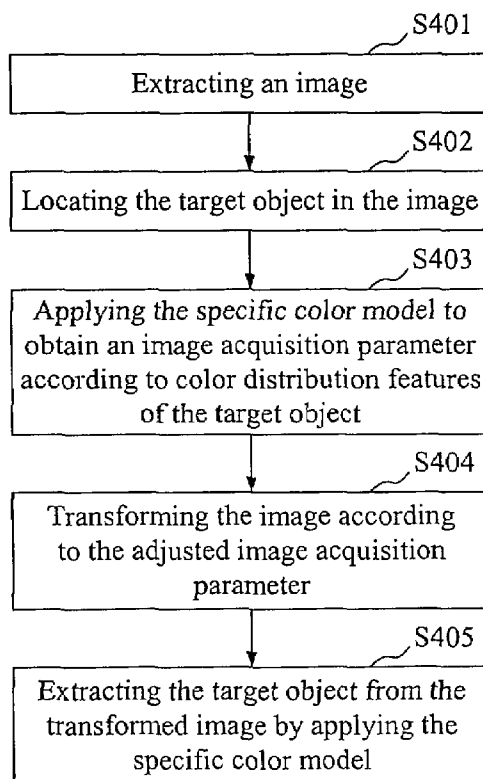 S401
Extracting an image
S402
Locating the target object in the image
S403
Applying the specific color model to
obtain an image acquisition parameter
according to color distribution features
of the target object
S404
Transforming the image according
to the adjusted image acquisition
parameter
S405
Extracting the target object from the
transformed image by applying the
specific color model